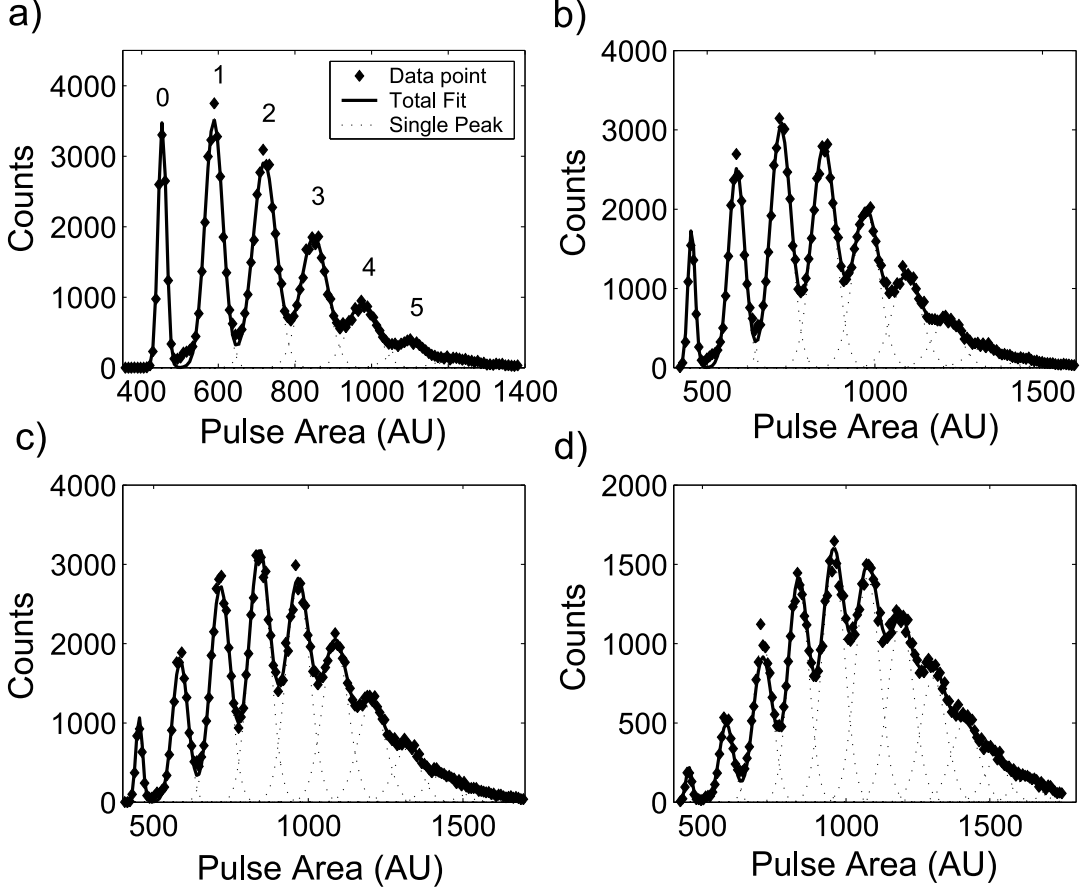 a)
4000
3000
2000
1000
0
Counts
0 1 2 3 4 5
Data point
Total Fit
Single Peak
400 600 800 1000 1200 1400
Pulse Area (AU)
b)
4000
3000
2000
1000
0
Counts
500 1000 1500
Pulse Area (AU)
c)
4000
3000
2000
1000
0
Counts
500 1000 1500
Pulse Area (AU)
d)
2000
1500
1000
500
0
Counts
500 1000 1500
Pulse Area (AU)